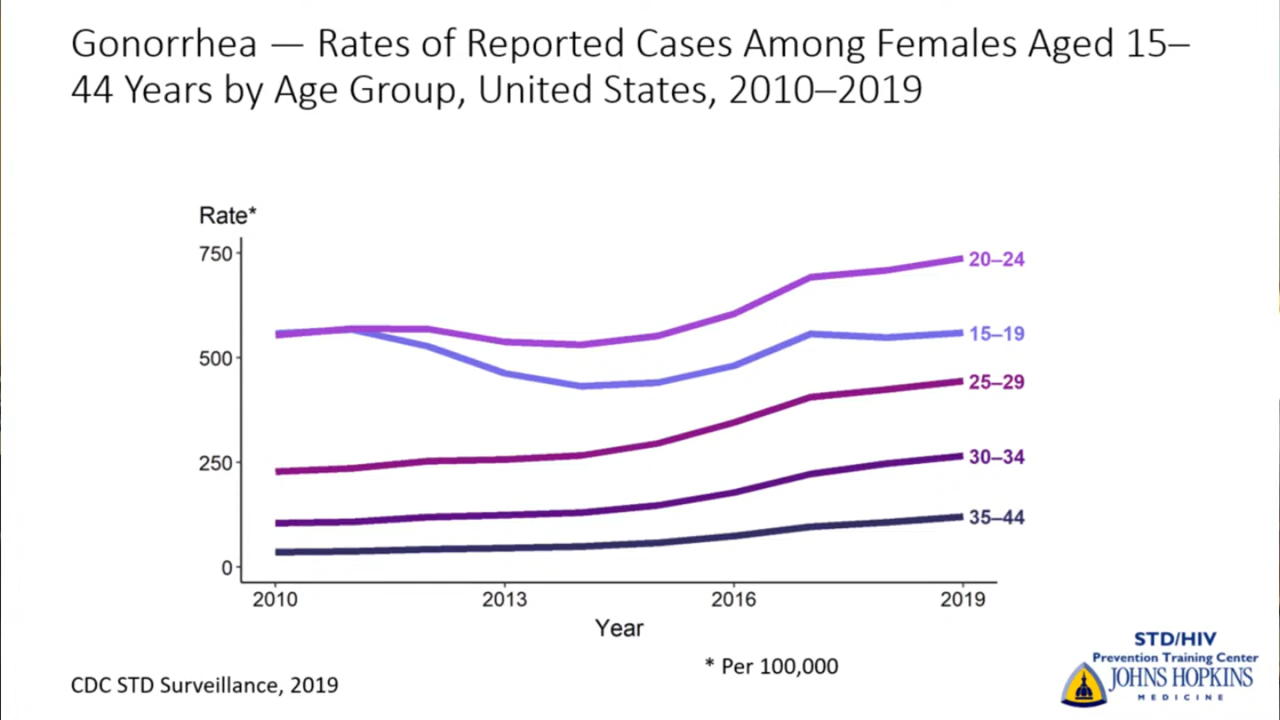 Gonorrhea — Rates of Reported Cases Among Females Aged 15–
44 Years by Age Group, United States, 2010–2019
Rate*
750
500
250
0
20–24
15–19
25–29
30–34
35–44
2010
2013
2016
2019
Year
* Per 100,000
CDC STD Surveillance, 2019
STD/HIV
Prevention Training Center
JOHNS HOPKINS
MEDICINE